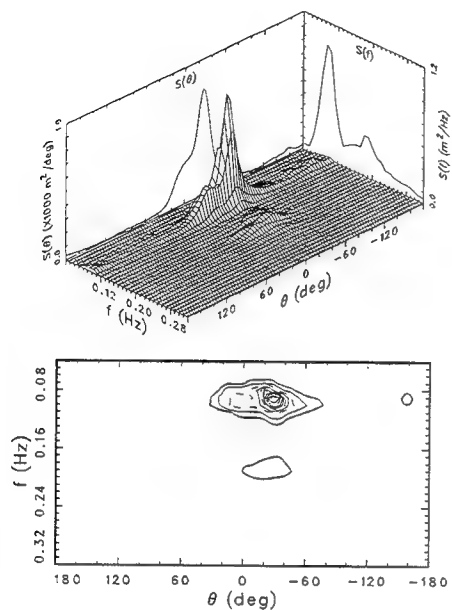 S(θ)
S(f)
1.0
S(θ) (x1000 m²/deg)
0.0
1.2
S(f) (m²/Hz)
0.0
0.12
0.20
0.28
f (Hz)
120
60
0
-60
-120
θ (deg)
0.08
0.16
0.24
0.32
f (Hz)
180 120 60 0 -60 -120 -180
θ (deg)